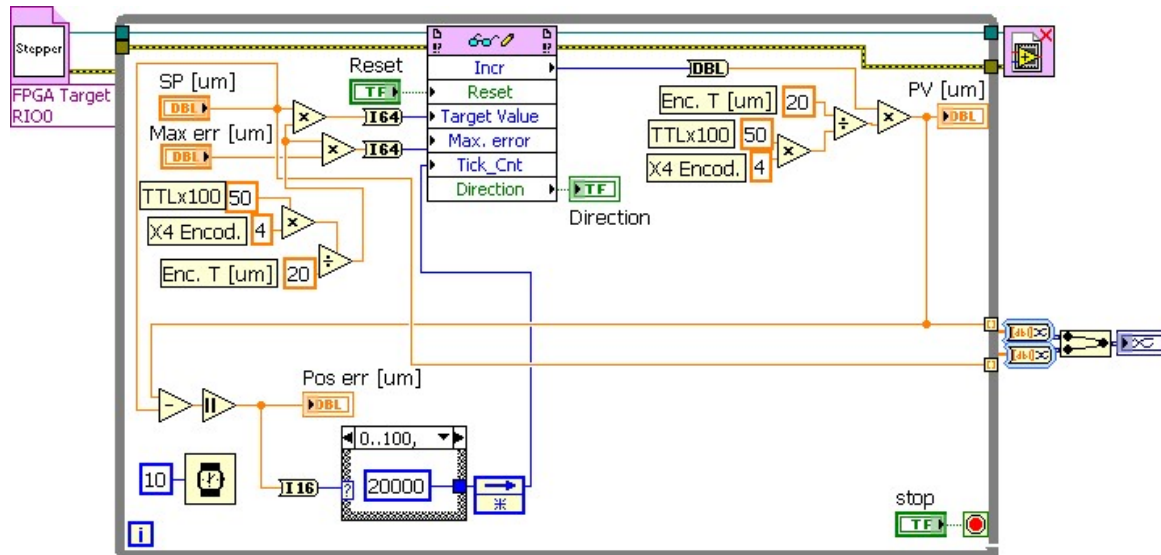 Stepper
FPGA Target
RIO0
SP [um]
DBL
Max err [um]
DBL
TTLx100 50
X4 Encod. 4
Enc. T [um] 20
Reset
TF
I64
I64
Incr
Reset
Target Value
Max. error
Tick_Cnt
Direction
TF
Direction
DBL
Enc. T [um] 20
TTLx100 50
X4 Encod. 4
PV [um]
DBL
[dbl]
[dbl]
Pos err [um]
DBL
10
I16
0..100,
?
20000
stop
TF
i